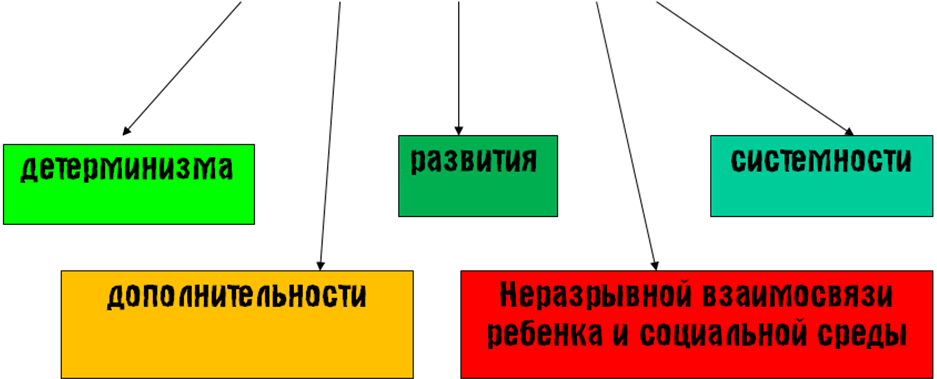 детерминизма
развития
системности
дополнительности
Неразрывной взаимосвязи
ребенка и социальной среды